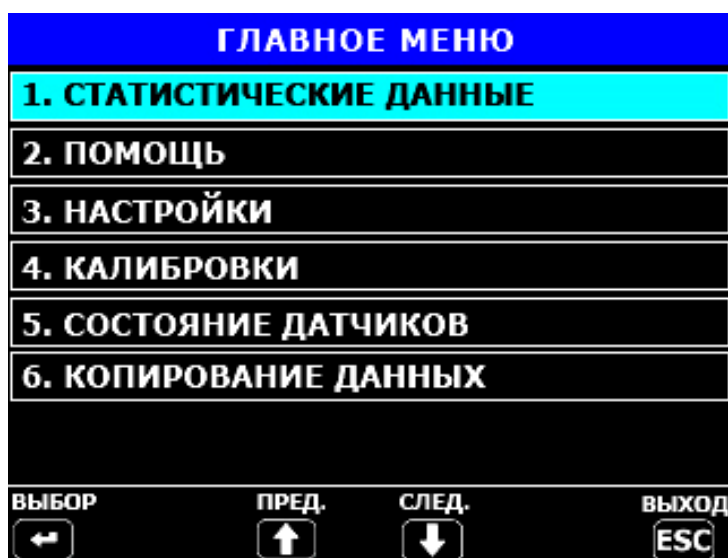 ГЛАВНОЕ МЕНЮ
1. СТАТИСТИЧЕСКИЕ ДАННЫЕ
2. ПОМОЩЬ
3. НАСТРОЙКИ
4. КАЛИБРОВКИ
5. СОСТОЯНИЕ ДАТЧИКОВ
6. КОПИРОВАНИЕ ДАННЫХ
ВЫБОР ПРЕД. СЛЕД. ВЫХОД
ESC